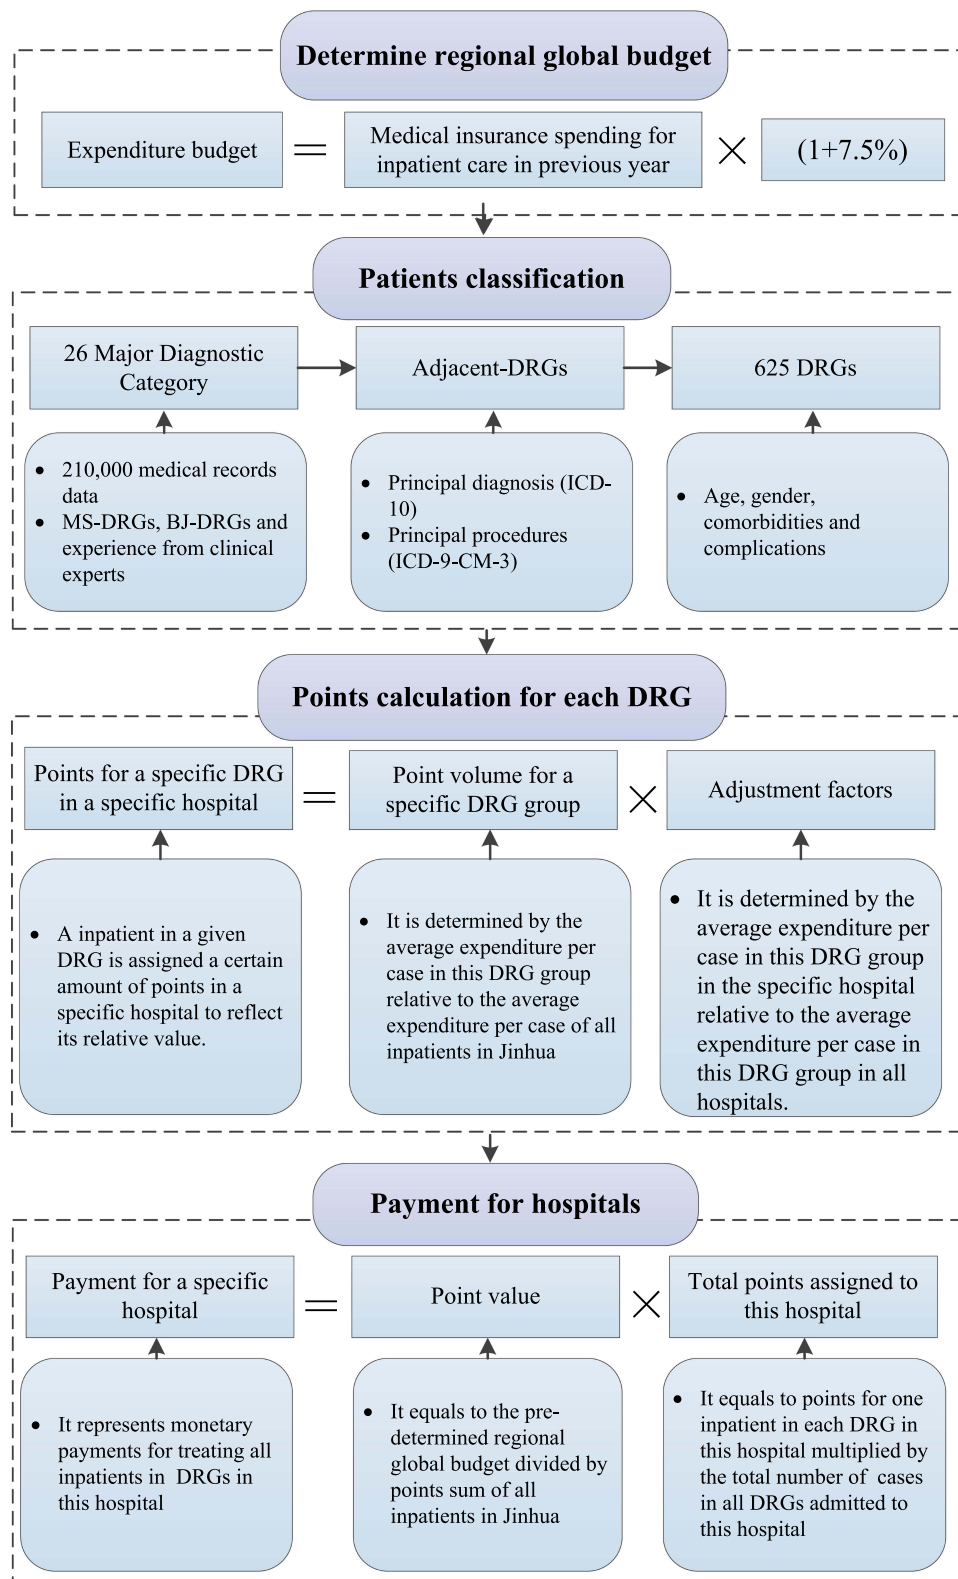 Determine regional global budget
Expenditure budget
=
Medical insurance spending for
inpatient care in previous year
×
(1+7.5%)
Patients classification
26 Major Diagnostic
Category
Adjacent-DRGs
625 DRGs
• 210,000 medical records
data
• MS-DRGs, BJ-DRGs and
experience from clinical
experts
• Principal diagnosis (ICD-
10)
• Principal procedures
(ICD-9-CM-3)
• Age, gender,
comorbidities and
complications
Points calculation for each DRG
Points for a specific DRG
in a specific hospital
=
Point volume for a
specific DRG group
×
Adjustment factors
• A inpatient in a given
DRG is assigned a certain
amount of points in a
specific hospital to reflect
its relative value.
• It is determined by the
average expenditure per
case in this DRG group
relative to the average
expenditure per case of all
inpatients in Jinhua
• It is determined by the
average expenditure per
case in this DRG group
in the specific hospital
relative to the average
expenditure per case in
this DRG group in all
hospitals.
Payment for hospitals
Payment for a specific
hospital
=
Point value
×
Total points assigned to
this hospital
• It represents monetary
payments for treating all
inpatients in DRGs in
this hospital
• It equals to the pre-
determined regional
global budget divided by
points sum of all
inpatients in Jinhua
• It equals to points for one
inpatient in each DRG in
this hospital multiplied by
the total number of cases
in all DRGs admitted to
this hospital